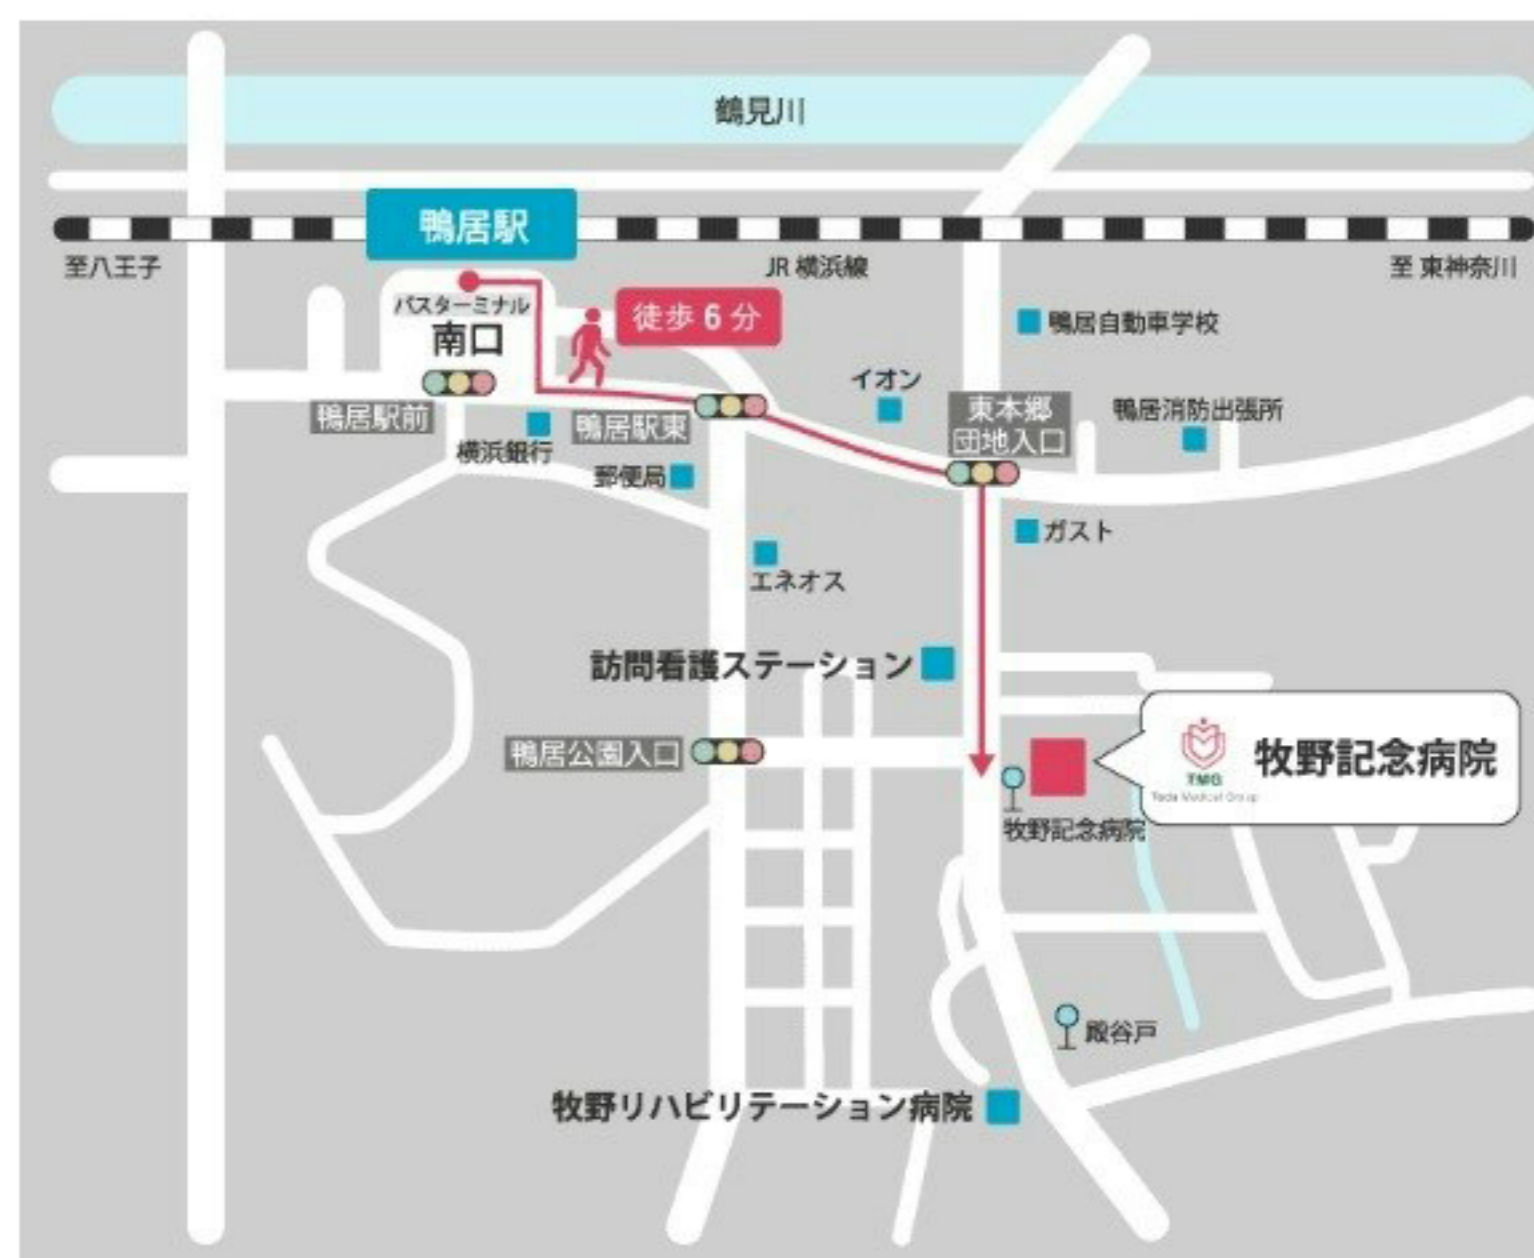 鶴見川
鴨居駅
至八王子
JR 横浜線
至 東神奈川
バスターミナル
南口
徒歩 6 分
鴨居自動車学校
イオン
鴨居駅前
横浜銀行
鴨居駅東
東本郷
団地入口
鴨居消防出張所
郵便局
ガスト
エネオス
訪問看護ステーション
鴨居公園入口
牧野記念病院
TMG
Toda Medical Group
牧野記念病院
殿谷戸
牧野リハビリテーション病院